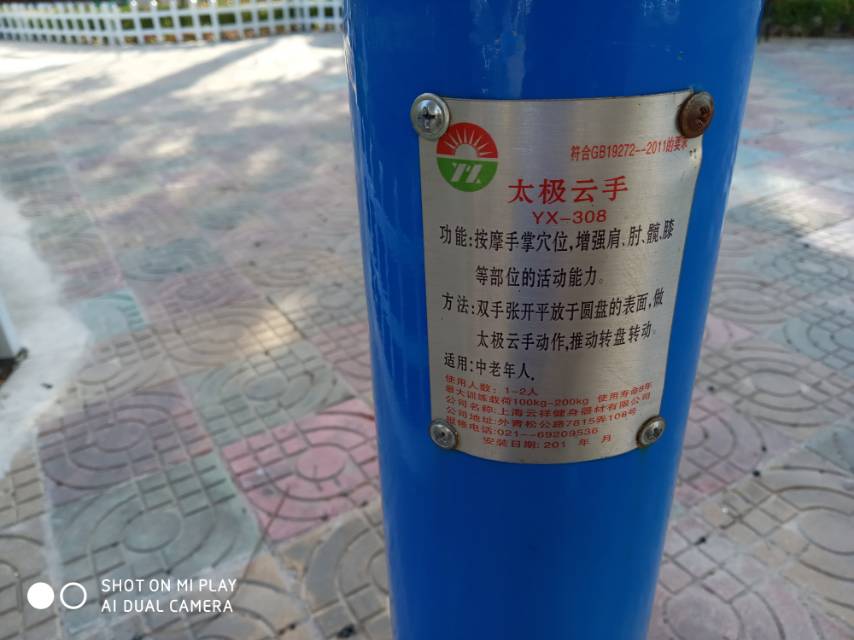 YX
符合GB19272--2011的要求
太极云手
YX-308
功能:按摩手掌穴位,增强肩、肘、髋、膝
等部位的活动能力。
方法:双手张开平放于圆盘的表面,做
太极云手动作,推动转盘转动。
适用:中老年人.
使用人数: 1-2人
最大训练载荷100kg-200kg 使用寿命8年
公司名称:上海云祥健身器材有限公司
公司地址:外青松公路7815弄108号
报修电话:021--69209536
安装日期: 201 年 月
SHOT ON MI PLAY
AI DUAL CAMERA